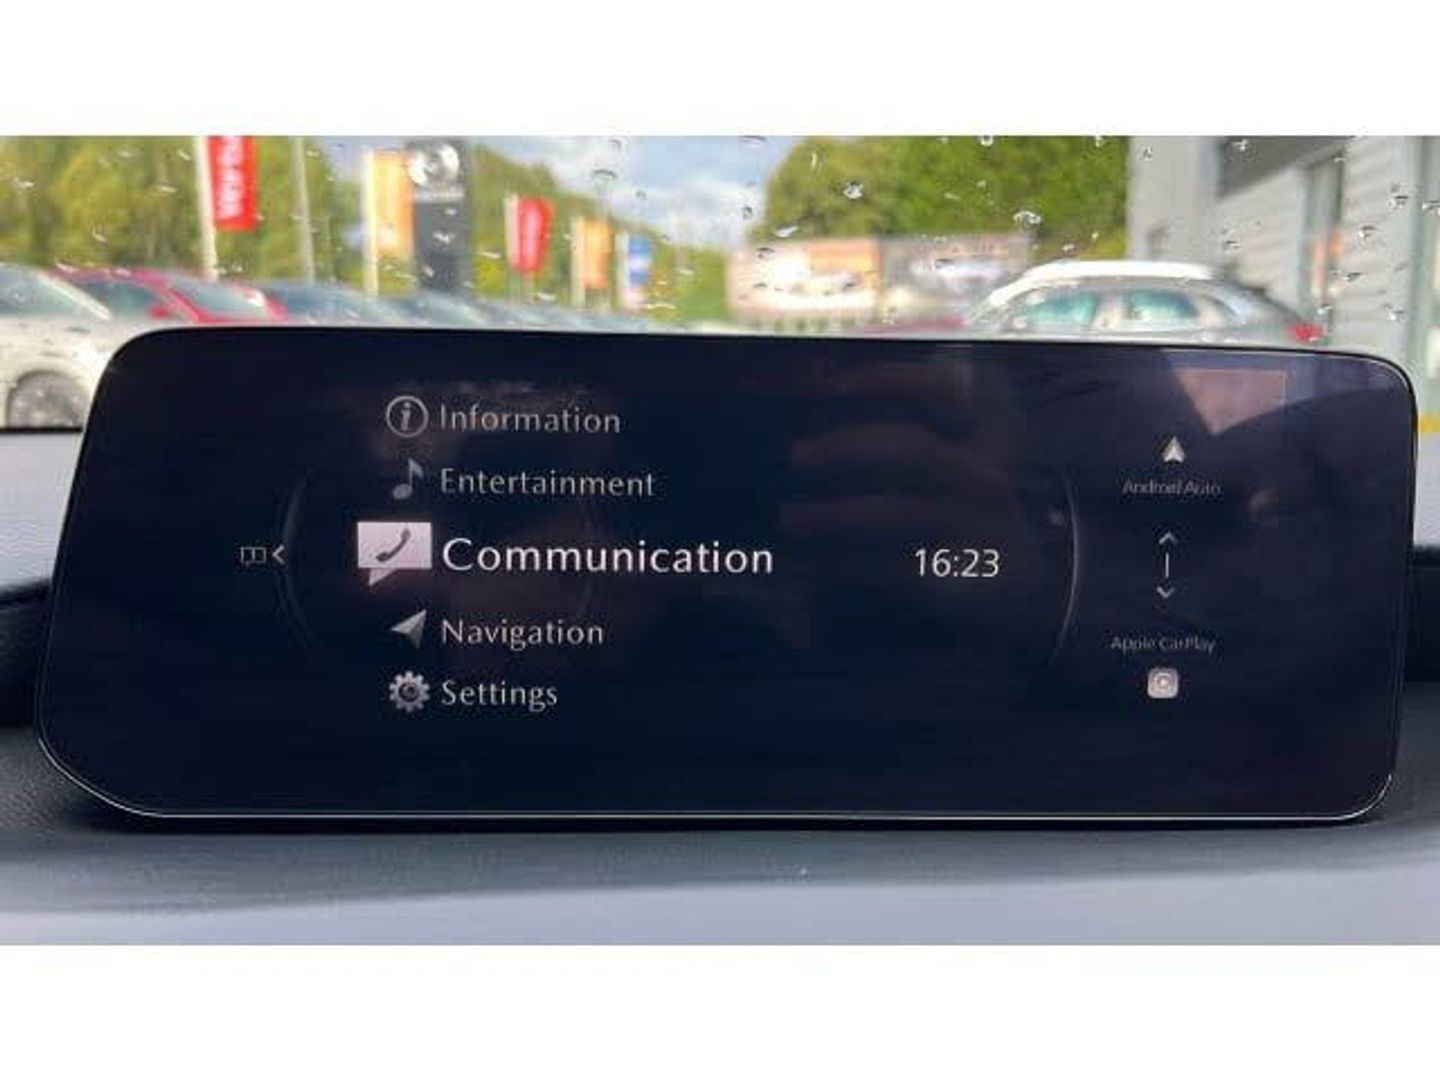 Information
Entertainment
Communication
16:23
Navigation
Settings
Android Auto
Apple CarPlay